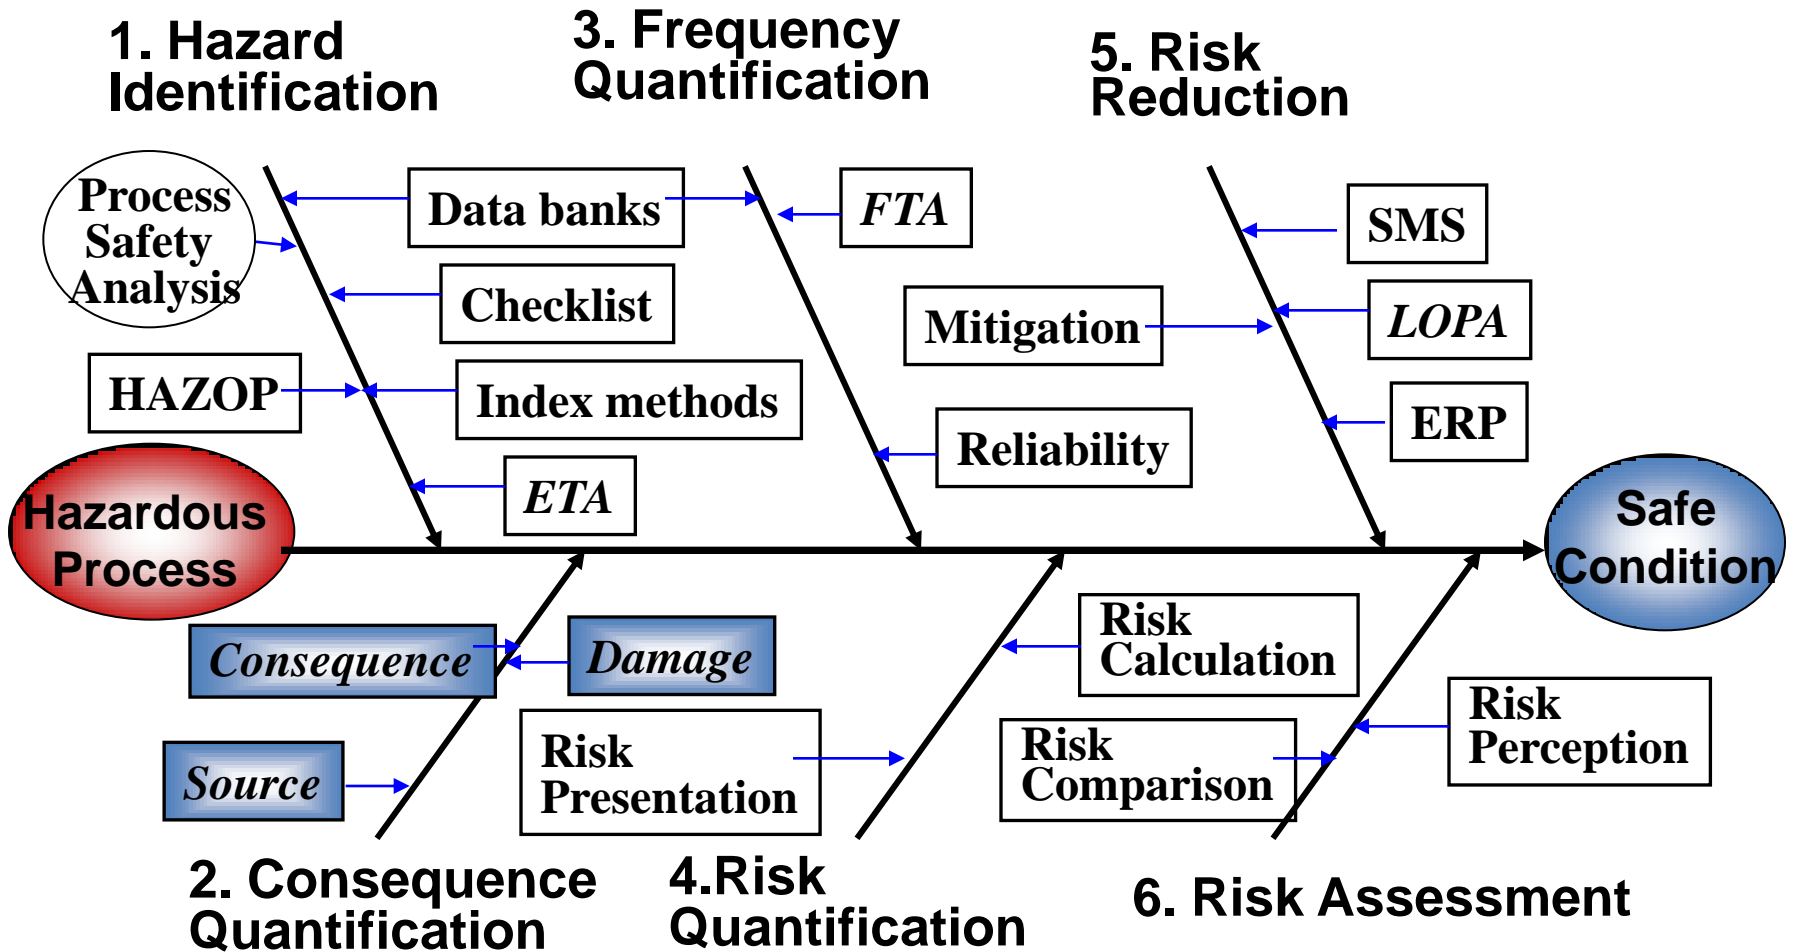 1. Hazard
Identification
3. Frequency
Quantification
5. Risk
Reduction
Process
Safety
Analysis
Data banks
FTA
SMS
Checklist
Mitigation
LOPA
HAZOP
Index methods
Reliability
ERP
ETA
Hazardous
Process
Safe
Condition
Consequence
Damage
Risk
Calculation
Source
Risk
Presentation
Risk
Comparison
Risk
Perception
2. Consequence
Quantification
4.Risk
Quantification
6. Risk Assessment